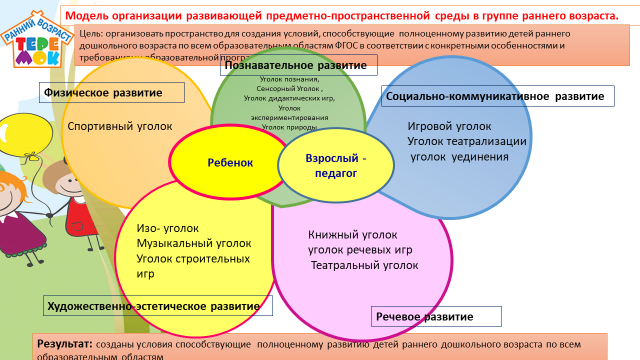 Модель организации развивающей предметно-пространственной среды в группе раннего возраста.
РАННИЙ ВОЗРАСТ
ТЕРЕМОК
Цель: организовать пространство для создания условий, способствующие полноценному развитию детей раннего
дошкольного возраста по всем образовательным областям ФГОС в соответствии с конкретными особенностями и
требованиями образовательной
Познавательное развитие
Уголок познания,
Сенсорный Уголок ,
Уголок дидактических игр,
Уголок
экспериментирования
Уголок природы
Физическое развитие
Спортивный уголок
Социально-коммуникативное развитие
Игровой уголок
Уголок театрализации
уголок уединения
Ребенок
Взрослый -
педагог
Изо- уголок
Музыкальный уголок
Уголок строительных
игр
Художественно-эстетическое развитие
Книжный уголок
уголок речевых игр
Театральный уголок
Речевое развитие
Результат: созданы условия способствующие полноценному развитию детей раннего дошкольного возраста по всем
образовательным областям